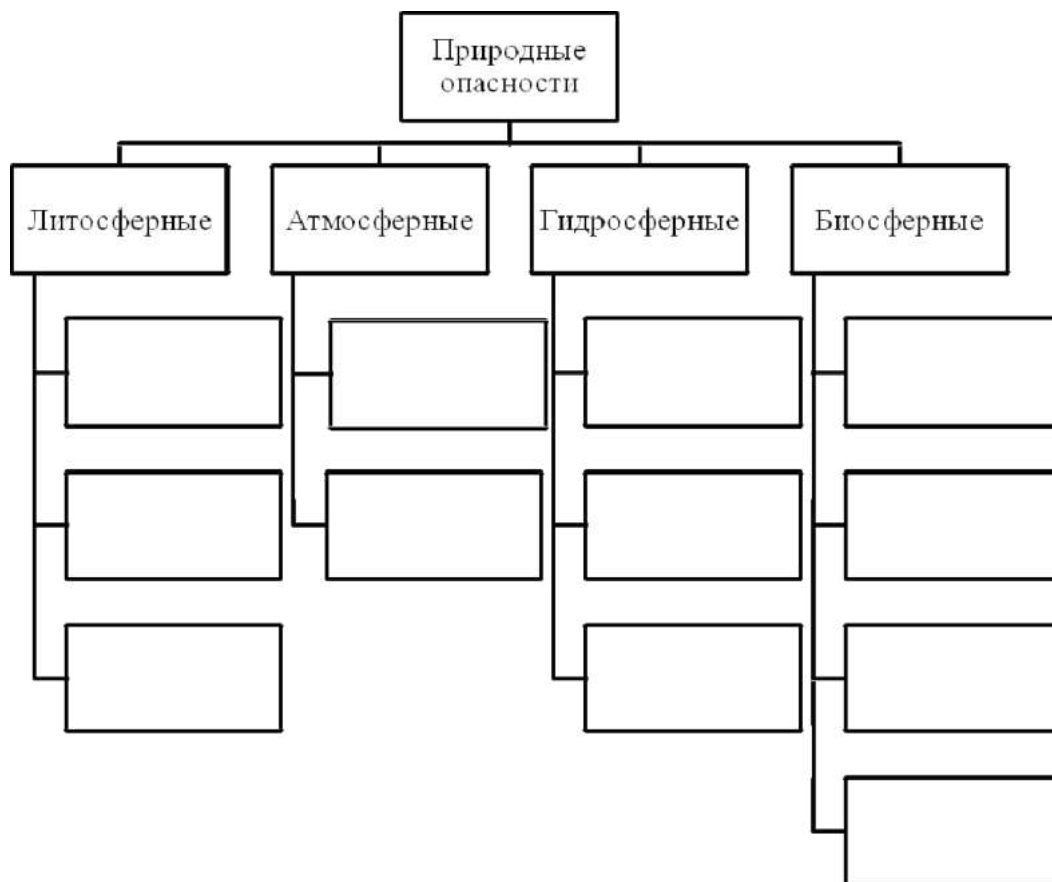 Природные
опасности
Литосферные
Атмосферные
Гидросферные
Биосферные